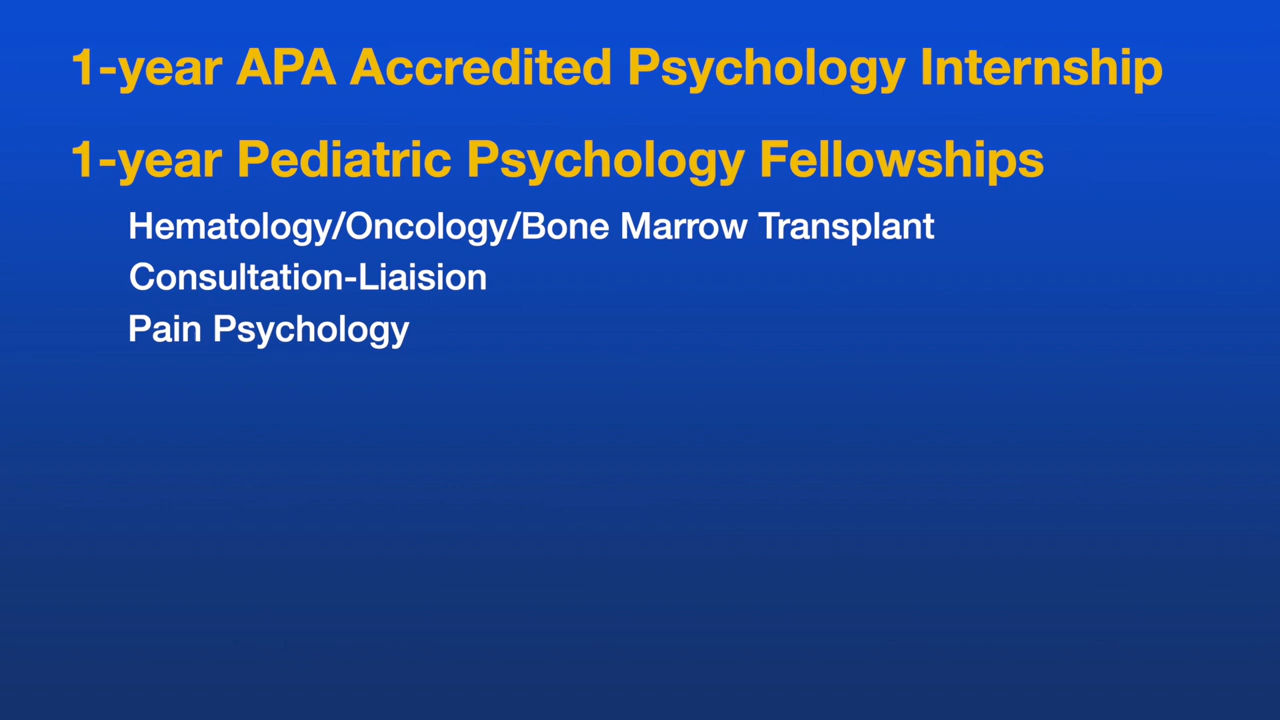 1-year APA Accredited Psychology Internship
1-year Pediatric Psychology Fellowships
Hematology/Oncology/Bone Marrow Transplant
Consultation-Liaision
Pain Psychology